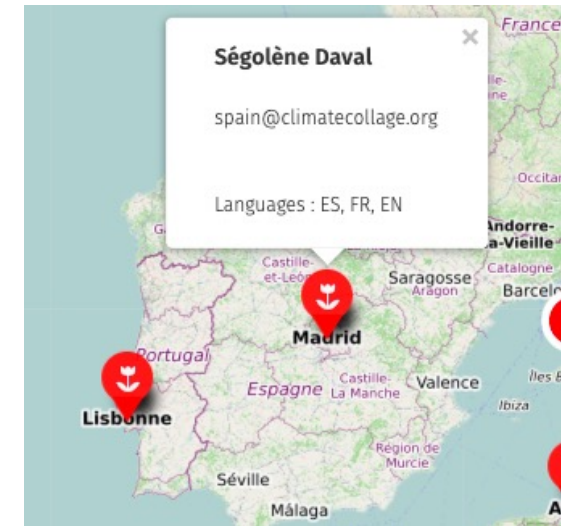 Ségolène Daval
×
spain@climatecollage.org
Languages : ES, FR, EN
France
Occitan
Andorre-
la-Vieille
Castille-
et-León
Saragosse
Aragon
Catalogne
Barcelo
Madrid
Portugal
Lisbonne
Espagne
Castille-
La Manche
Valence
Îles B
Ibiza
Région de
Murcie
Séville
Málaga
A